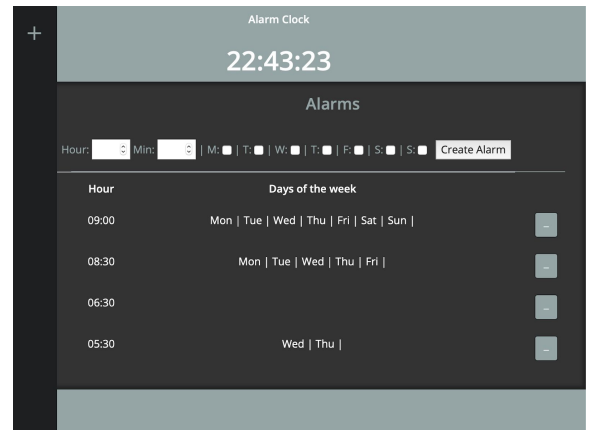 +
Alarm Clock
22:43:23
Alarms
Hour: Min: | M: | T: | W: | T: | F: | S: | S: Create Alarm
Hour Days of the week
09:00 Mon | Tue | Wed | Thu | Fri | Sat | Sun | _
08:30 Mon | Tue | Wed | Thu | Fri | _
06:30 _
05:30 Wed | Thu | _